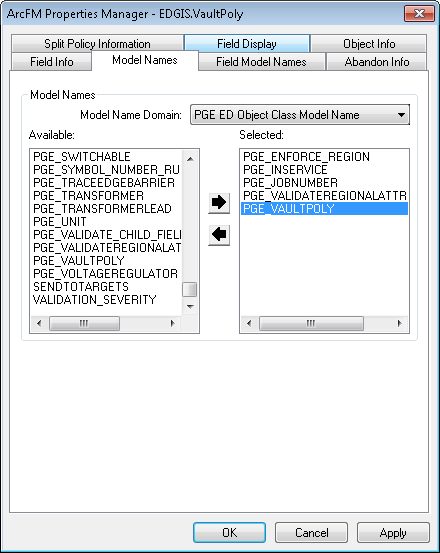 ArcFM Properties Manager - EDGIS.VaultPoly
Split Policy Information Field Display Object Info
Field Info Model Names Field Model Names Abandon Info
Model Names
Model Name Domain: PGE ED Object Class Model Name
Available:
PGE_SWITCHABLE
PGE_SYMBOL_NUMBER_RU
PGE_TRACEEDGEBARRIER
PGE_TRANSFORMER
PGE_TRANSFORMERLEAD
PGE_UNIT
PGE_VALIDATE_CHILD_FIEL
PGE_VALIDATEREGIONALAT
PGE_VAULTPOLY
PGE_VOLTAGEREGULATOR
SENDTOTARGETS
VALIDATION_SEVERITY
Selected:
PGE_ENFORCE_REGION
PGE_INSERVICE
PGE_JOBNUMBER
PGE_VALIDATEREGIONALATTR
PGE_VAULTPOLY
OK Cancel Apply